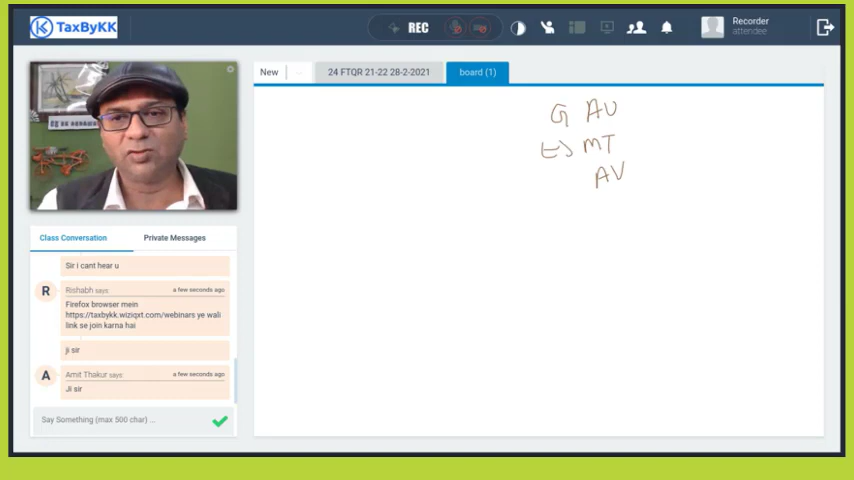 TaxByKK
REC
Recorder
attendee
New
24 FTQR 21-22 28-2-2021
board (1)
G AV
(-) MT
AV
Class Conversation
Private Messages
Sir i cant hear u
R
Rishabh says:
a few seconds ago
Firefox browser mein
https://taxbykk.wiziqxt.com/webinars ye wali
link se join karna hai
ji sir
A
Amit Thakur says:
a few seconds ago
Ji sir
Say Something (max 500 char) ...